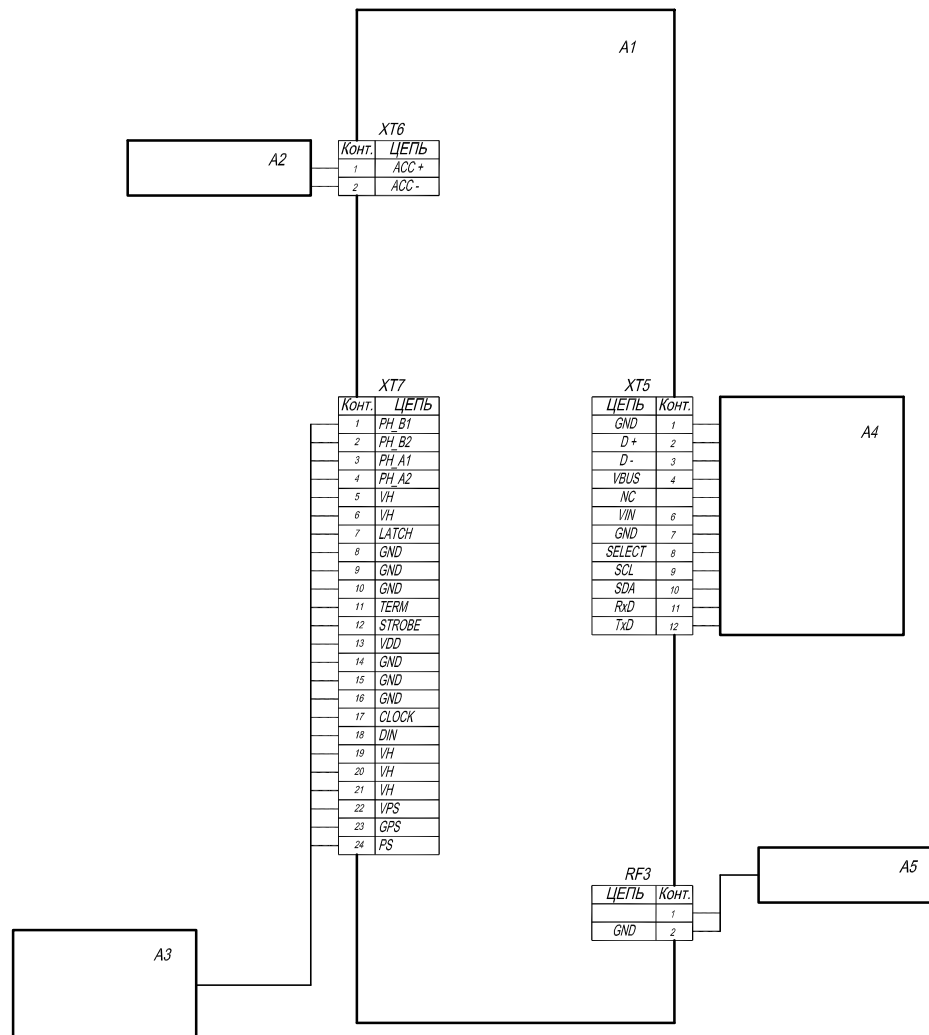 A1
XT6
A2
Конт. ЦЕПЬ
1 ACC +
2 ACC -
XT7
Конт. ЦЕПЬ
1 PH_B1
2 PH_B2
3 PH_A1
4 PH_A2
5 VH
6 VH
7 LATCH
8 GND
9 GND
10 GND
11 TERM
12 STROBE
13 VDD
14 GND
15 GND
16 GND
17 CLOCK
18 DIN
19 VH
20 VH
21 VH
22 VPS
23 GPS
24 PS
XT5
ЦЕПЬ Конт.
GND 1
D + 2
D - 3
VBUS 4
NC
VIN 6
GND 7
SELECT 8
SCL 9
SDA 10
RxD 11
TxD 12
A4
RF3
ЦЕПЬ Конт.
1
GND 2
A5
A3